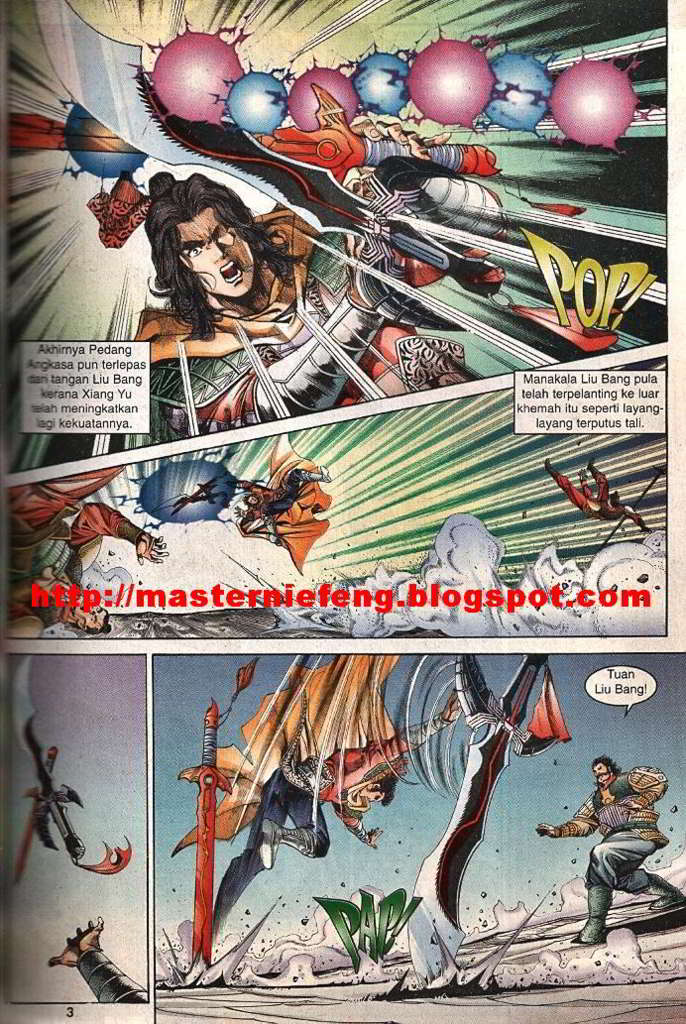 POP!
Akhirnya Pedang
Angkasa pun terlepas
dari tangan Liu Bang
kerana Xiang Yu
telah meningkatkan
lagi kekuatannya.
Manakala Liu Bang pula
telah terpelanting ke luar
khemah itu seperti layang-
layang terputus tali.
http://masterniefeng.blogspot.com
Tuan
Liu Bang!
PAP!
3